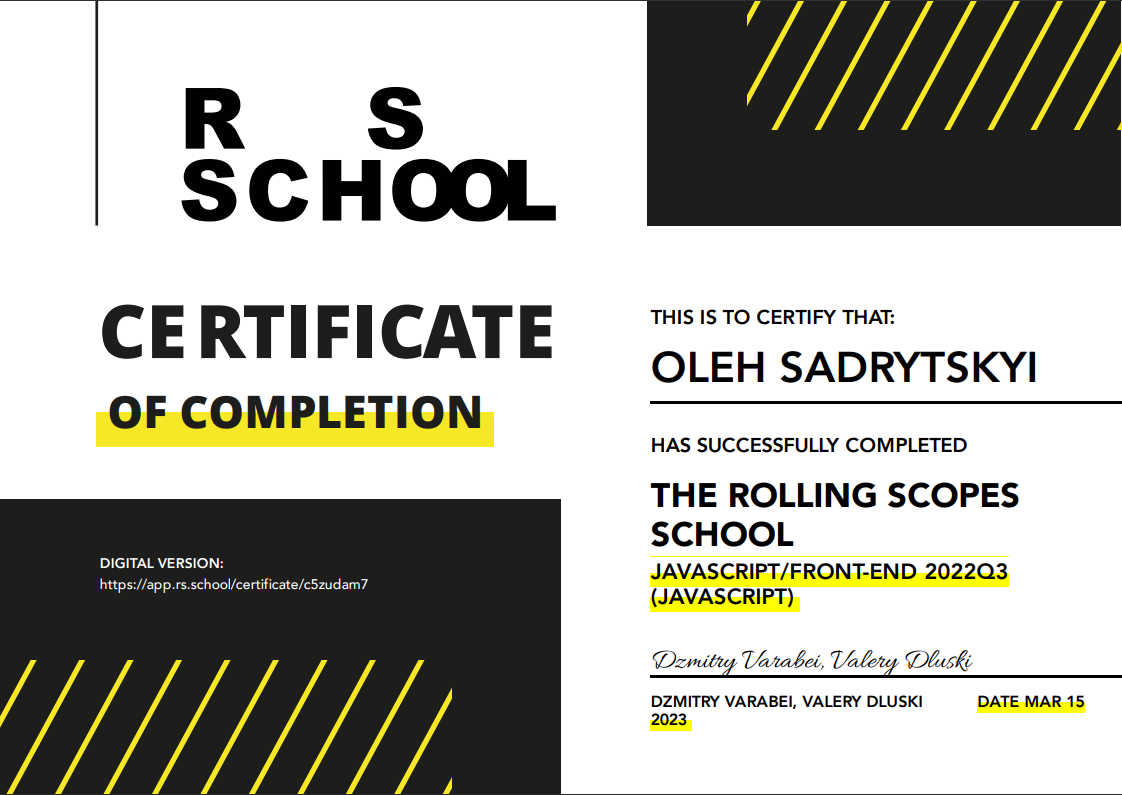 R S
SCHOOL
CERTIFICATE
OF COMPLETION
DIGITAL VERSION:
https://app.rs.school/certificate/c5zudam7
THIS IS TO CERTIFY THAT:
OLEH SADRYTSKYI
HAS SUCCESSFULLY COMPLETED
THE ROLLING SCOPES
SCHOOL
JAVASCRIPT/FRONT-END 2022Q3
(JAVASCRIPT)
Dzmitry Varabei, Valery Dluski
DZMITRY VARABEI, VALERY DLUSKI DATE MAR 15
2023